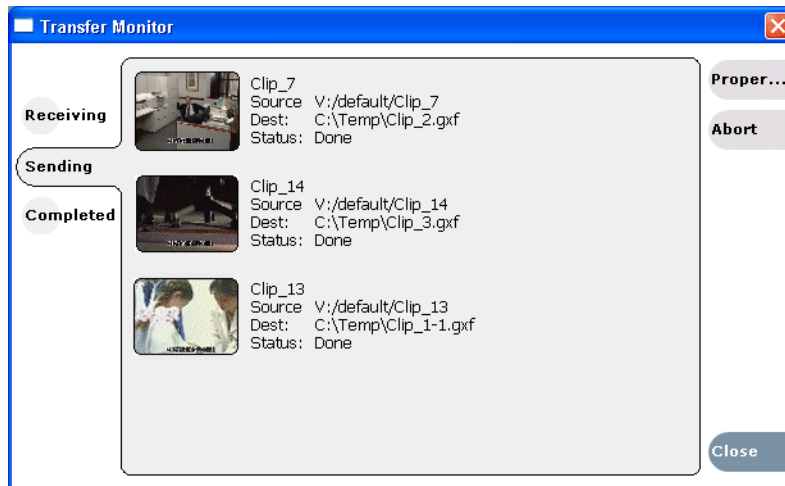 Transfer Monitor
Receiving
Sending
Completed
Clip_7
Source V:/default/Clip_7
Dest: C:\Temp\Clip_2.gxf
Status: Done
Clip_14
Source V:/default/Clip_14
Dest: C:\Temp\Clip_3.gxf
Status: Done
Clip_13
Source V:/default/Clip_13
Dest: C:\Temp\Clip_1-1.gxf
Status: Done
Proper...
Abort
Close